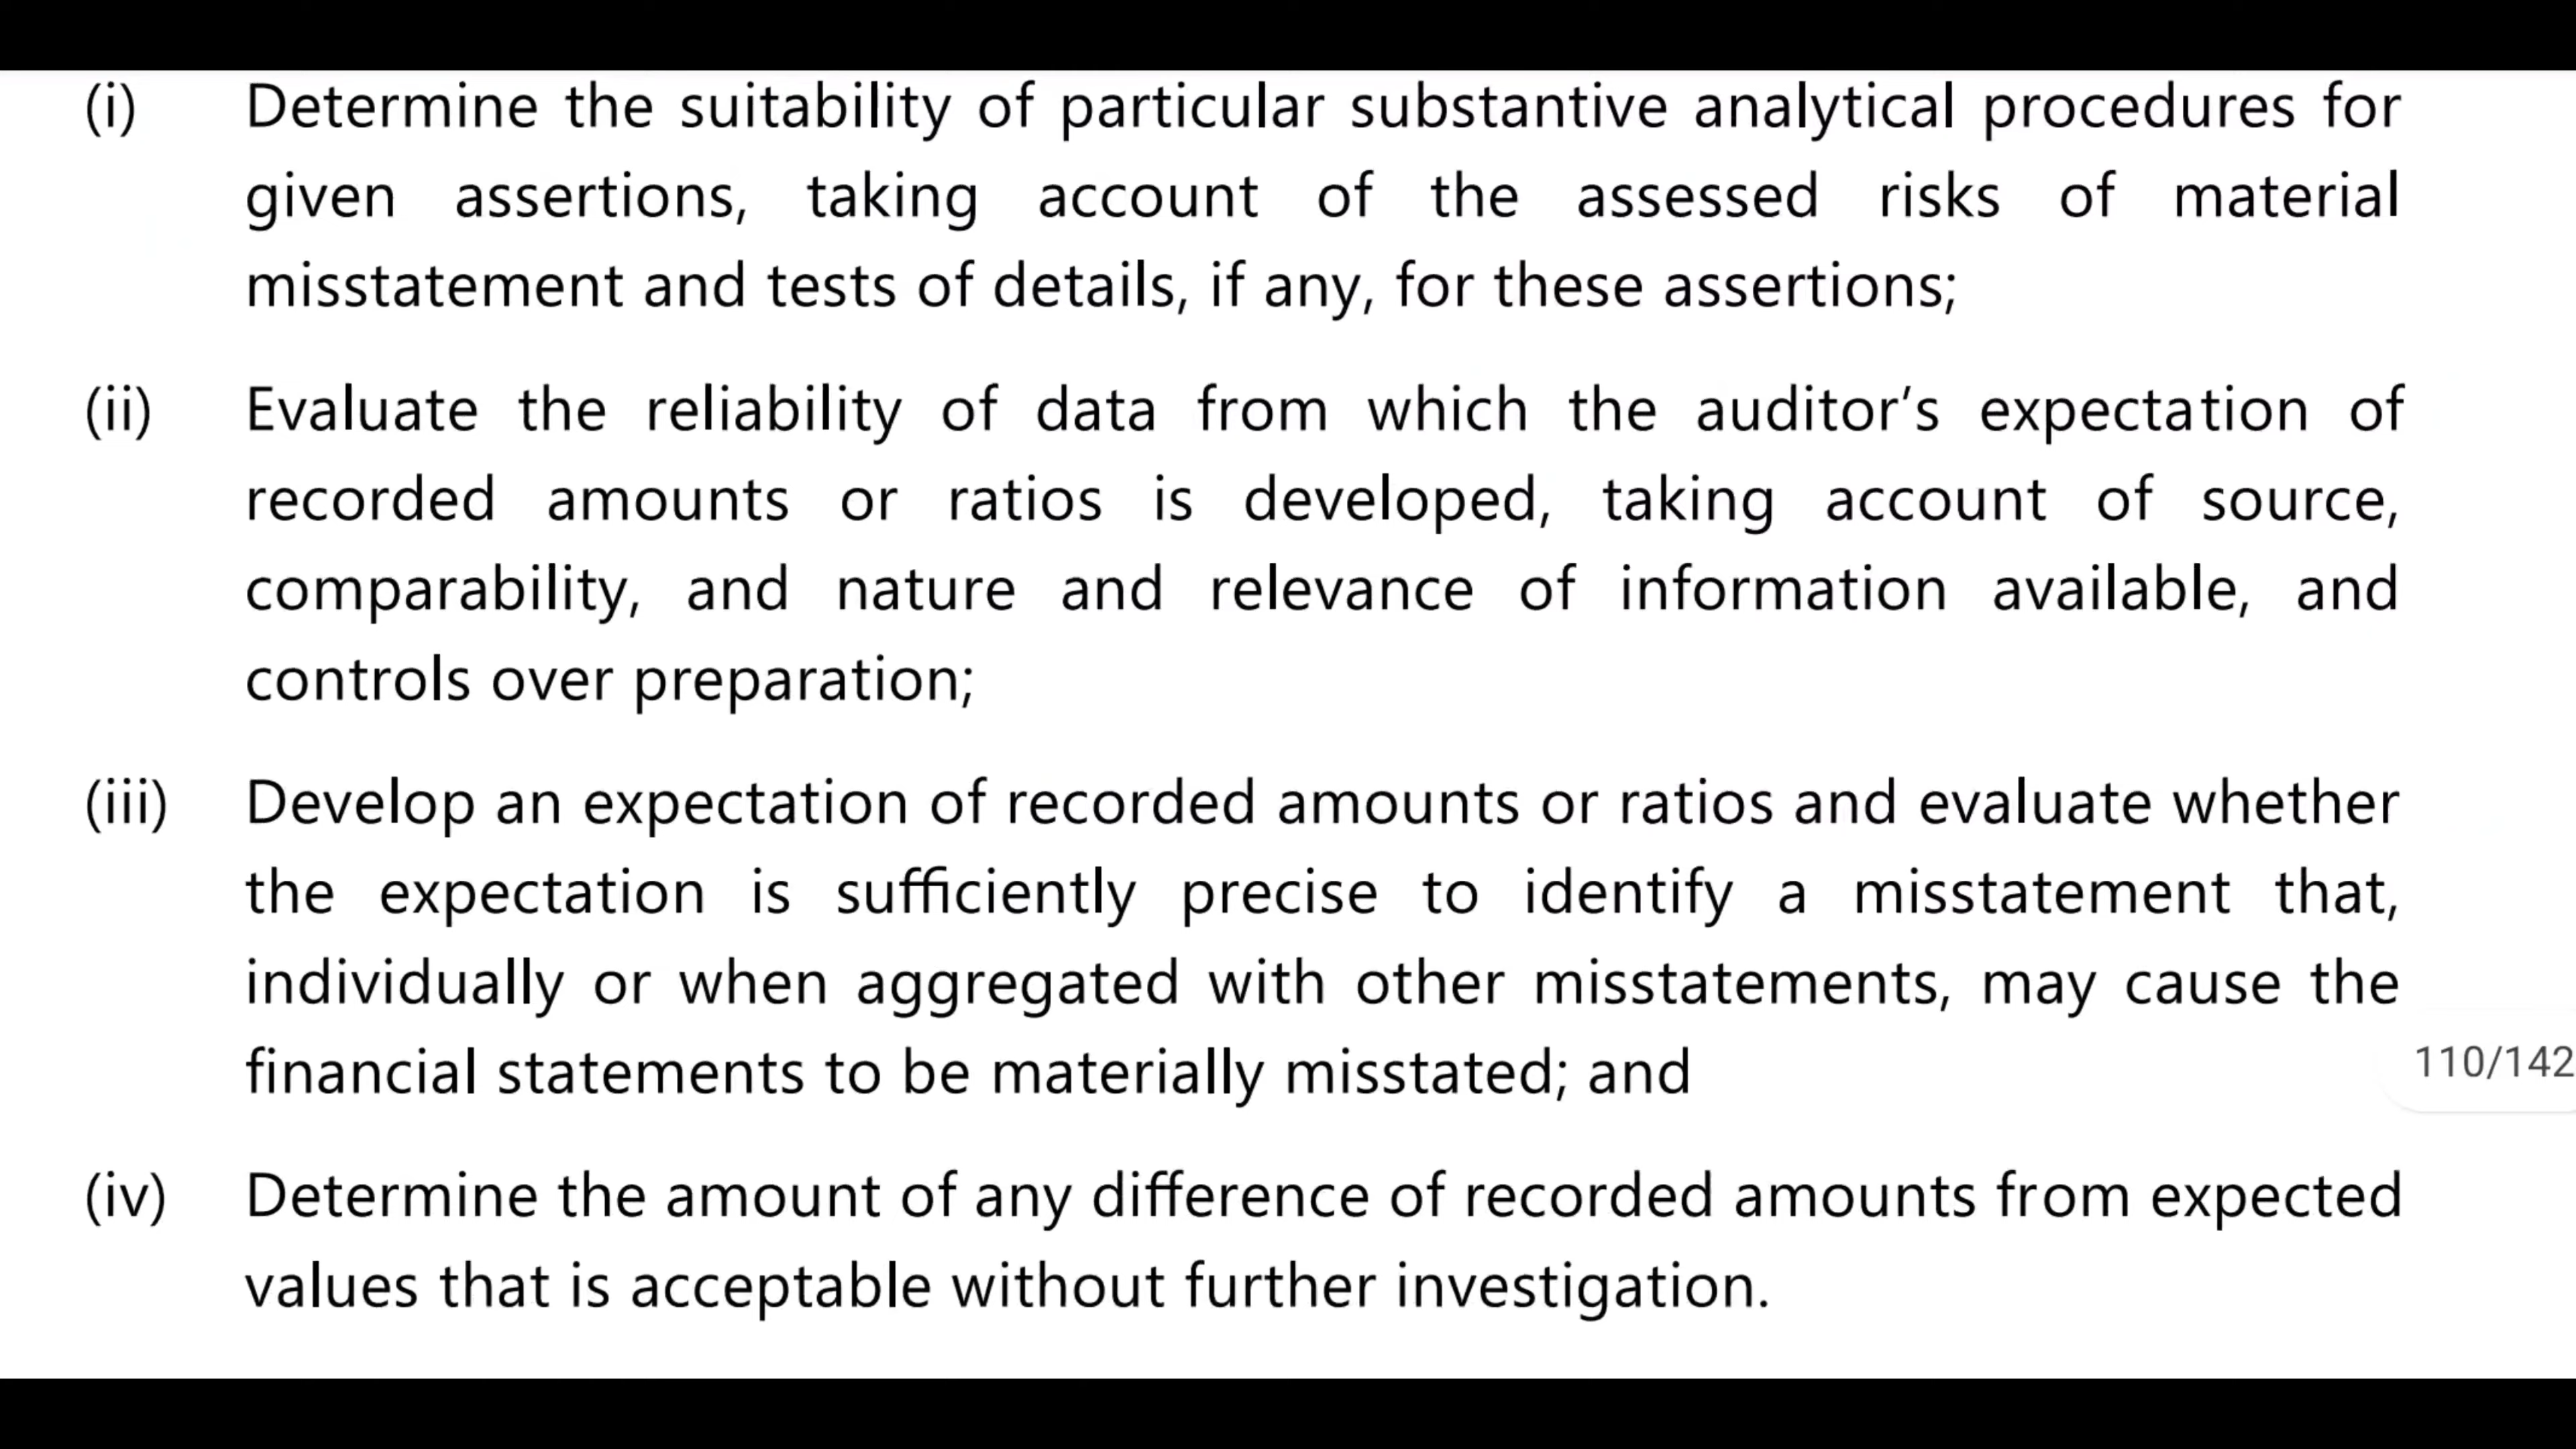 (i) Determine the suitability of particular substantive analytical procedures for
given assertions, taking account of the assessed risks of material
misstatement and tests of details, if any, for these assertions;
(ii) Evaluate the reliability of data from which the auditor’s expectation of
recorded amounts or ratios is developed, taking account of source,
comparability, and nature and relevance of information available, and
controls over preparation;
(iii) Develop an expectation of recorded amounts or ratios and evaluate whether
the expectation is sufficiently precise to identify a misstatement that,
individually or when aggregated with other misstatements, may cause the
financial statements to be materially misstated; and
110/142
(iv) Determine the amount of any difference of recorded amounts from expected
values that is acceptable without further investigation.